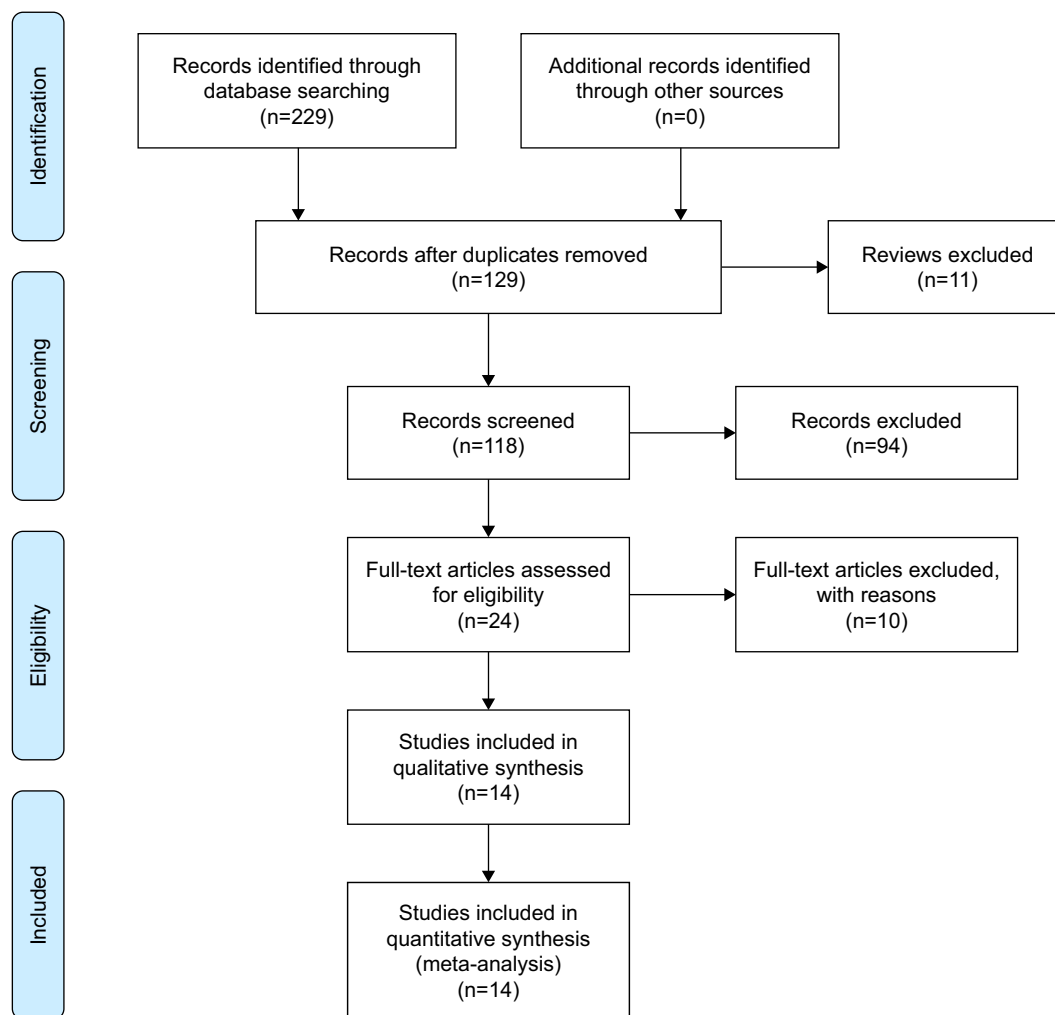 Identification
Records identified through
database searching
(n=229)
Additional records identified
through other sources
(n=0)
Records after duplicates removed
(n=129)
Reviews excluded
(n=11)
Screening
Records screened
(n=118)
Records excluded
(n=94)
Eligibility
Full-text articles assessed
for eligibility
(n=24)
Full-text articles excluded,
with reasons
(n=10)
Studies included in
qualitative synthesis
(n=14)
Included
Studies included in
quantitative synthesis
(meta-analysis)
(n=14)